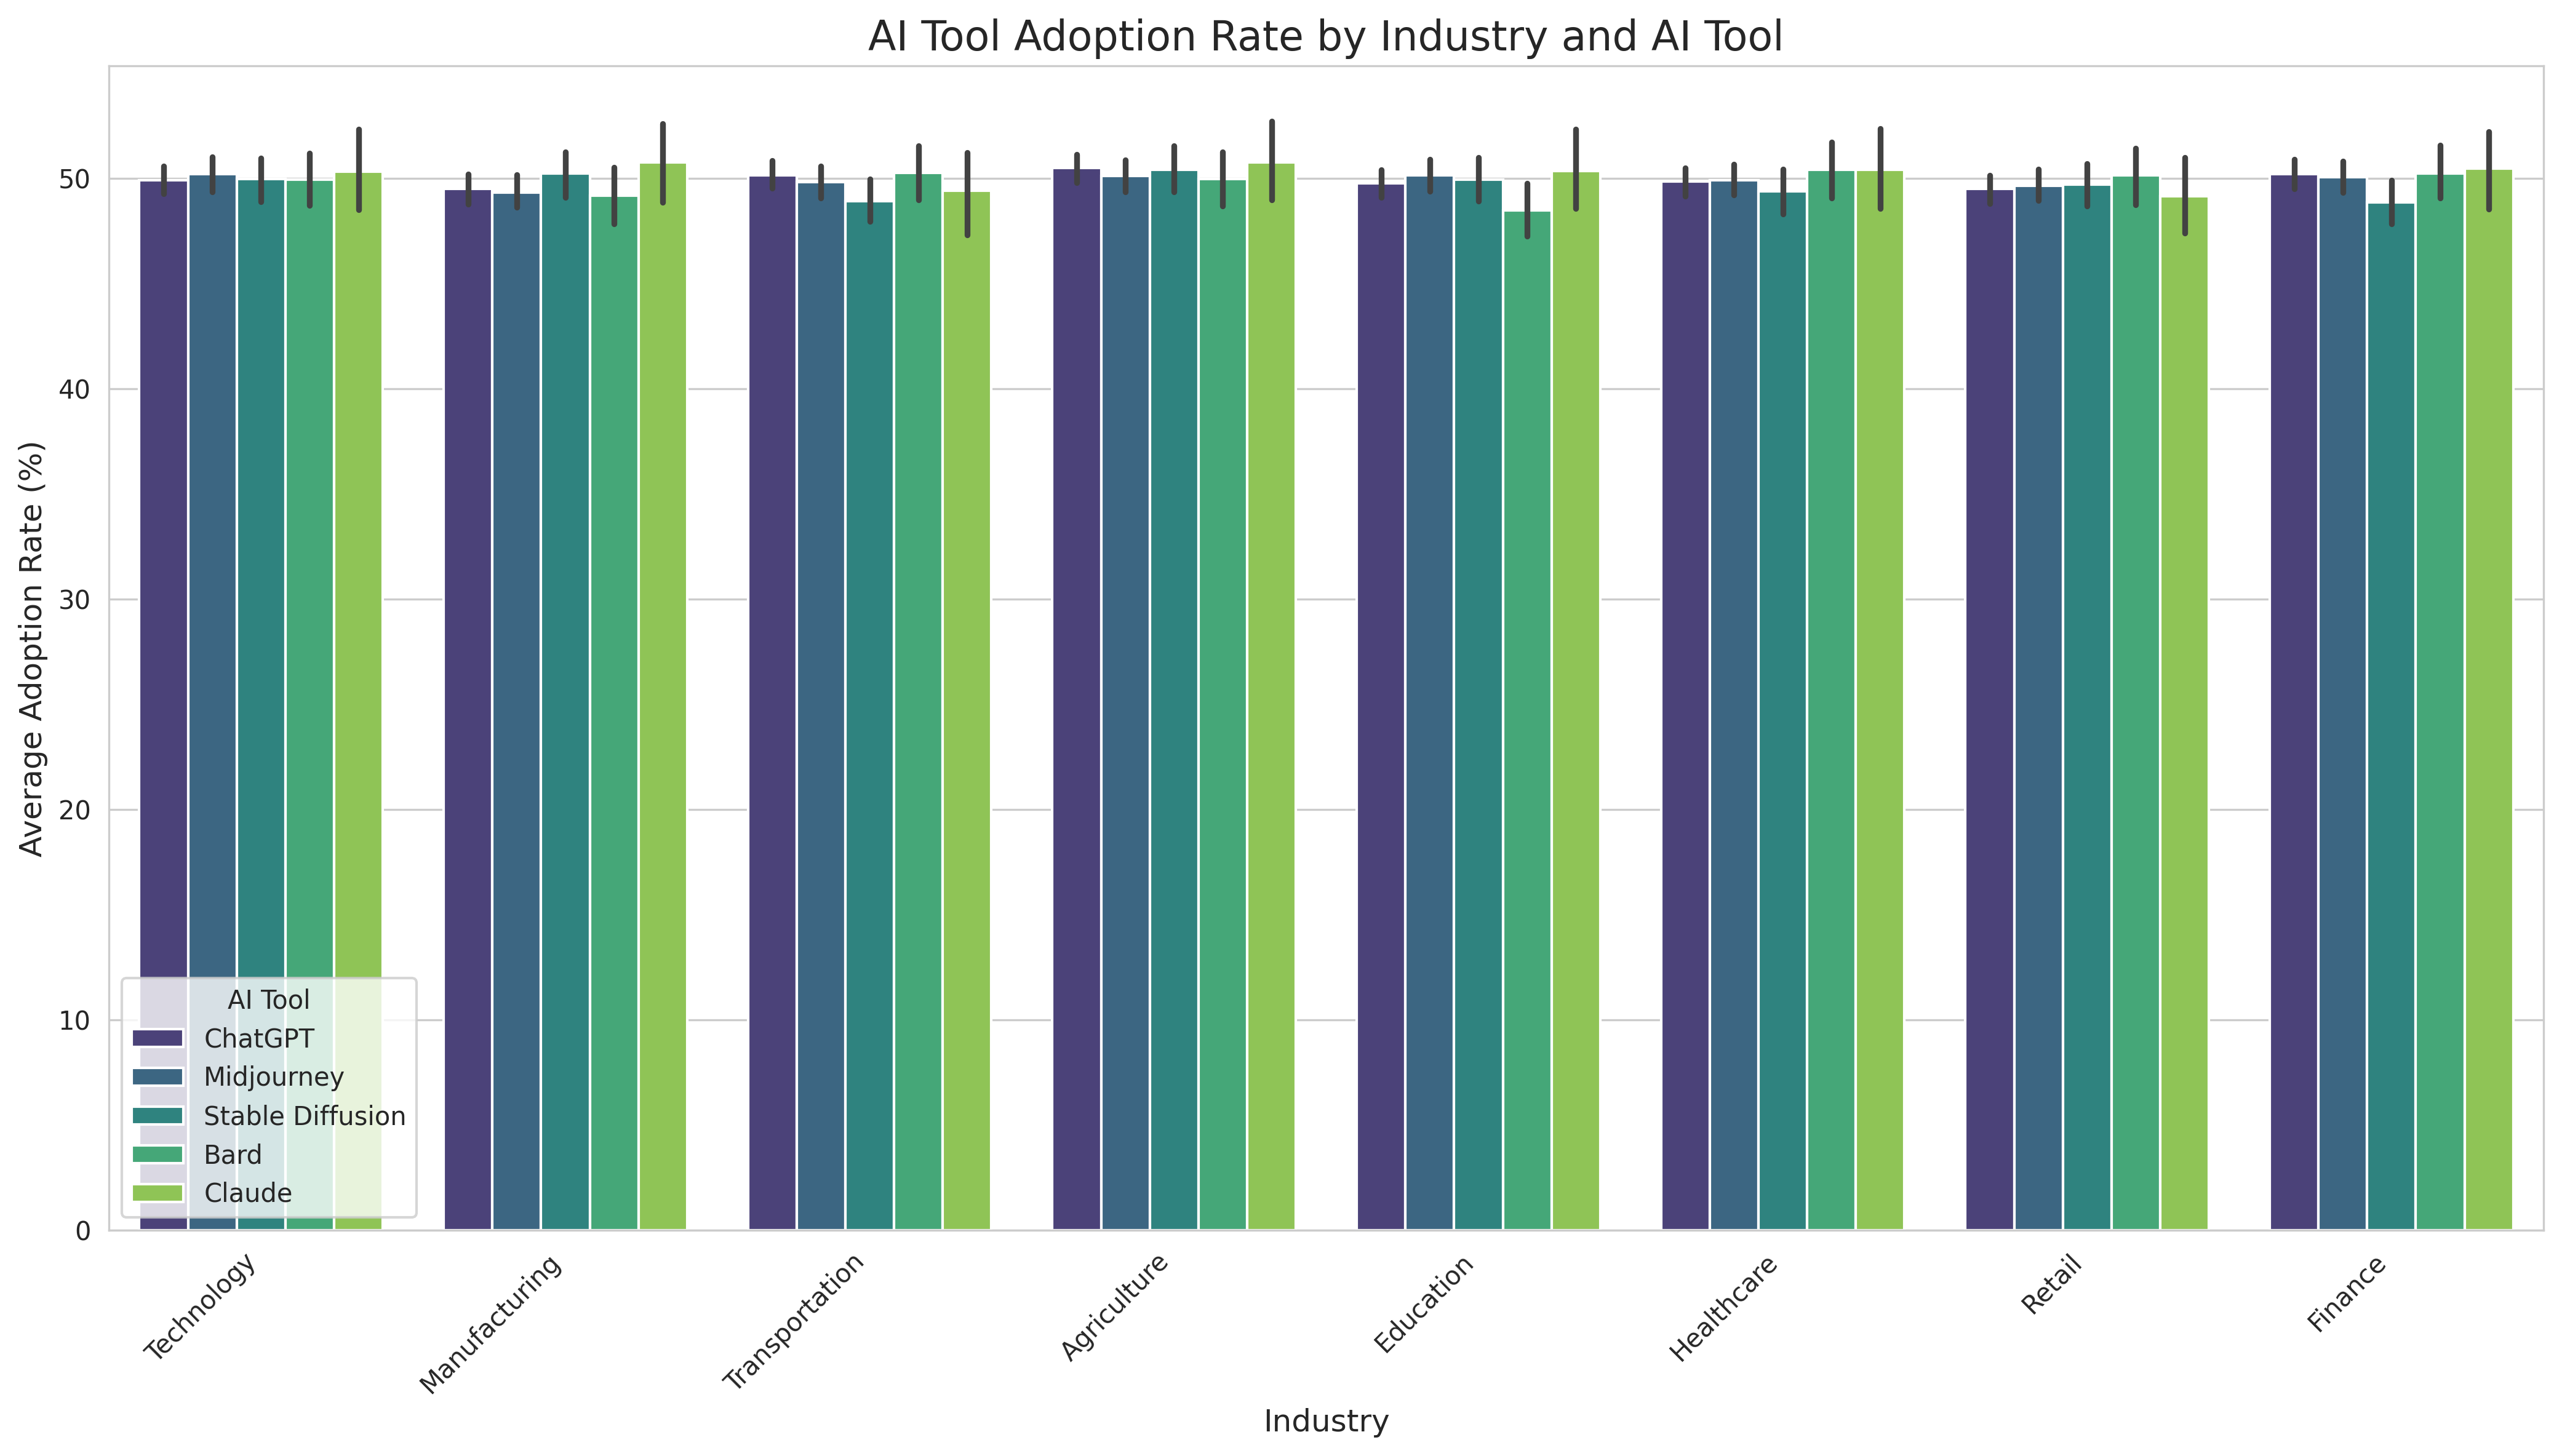 AI Tool Adoption Rate by Industry and AI Tool
Average Adoption Rate (%)
50
40
30
20
10
0
AI Tool
ChatGPT
Midjourney
Stable Diffusion
Bard
Claude
Technology
Manufacturing
Transportation
Agriculture
Education
Healthcare
Retail
Finance
Industry